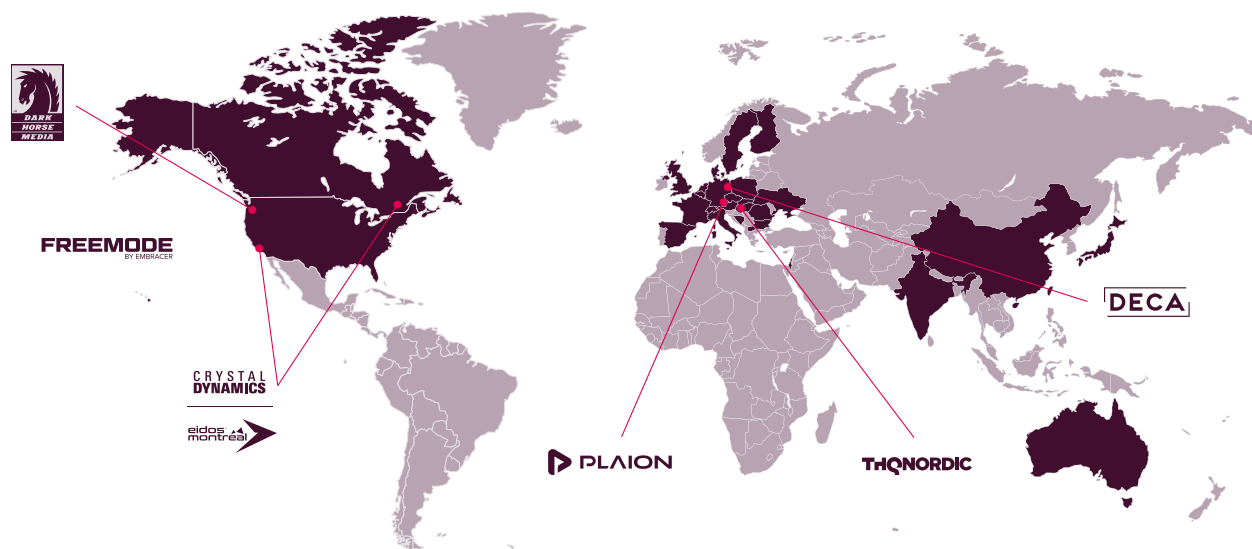 DARK
HORSE
MEDIA
FREEMODE
BY EMBRACER
CRYSTAL
DYNAMICS
eidos
montréal
PLAION
THQNORDIC
DECA